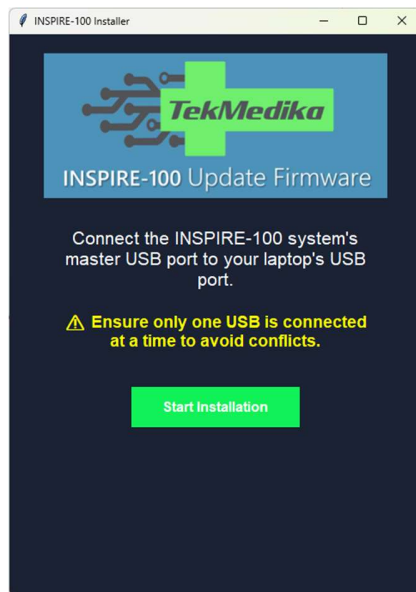 INSPIRE-100 Installer
TekMedika
INSPIRE-100 Update Firmware
Connect the INSPIRE-100 system's
master USB port to your laptop's USB
port.
⚠ Ensure only one USB is connected
at a time to avoid conflicts.
Start Installation